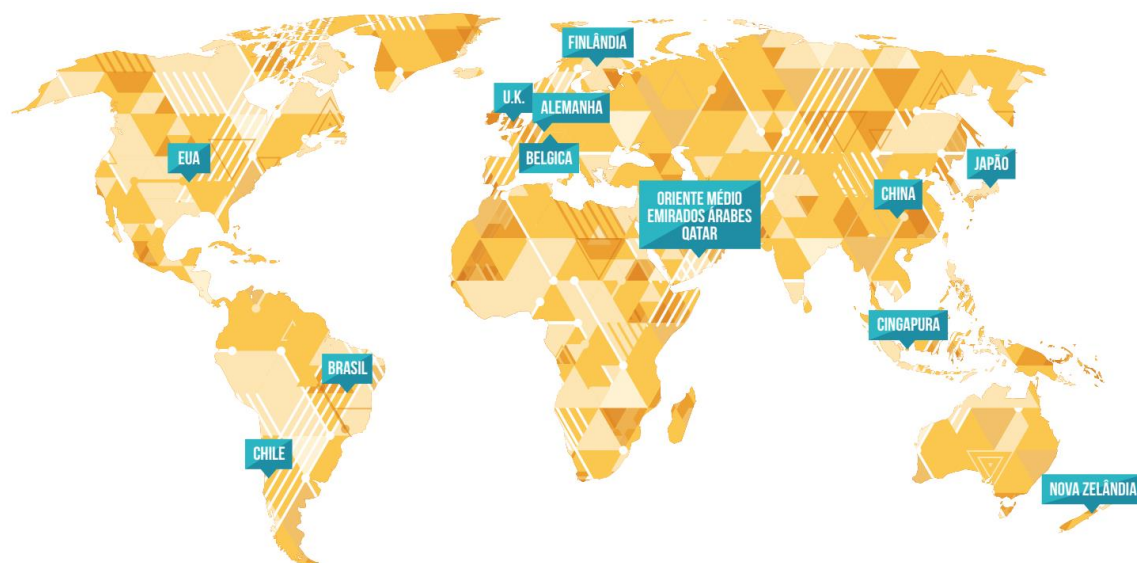 FINLÂNDIA
U.K.
ALEMANHA
BELGICA
EUA
JAPÃO
CHINA
ORIENTE MÉDIO
EMIRADOS ÁRABES
QATAR
CINGAPURA
BRASIL
CHILE
NOVA ZELÂNDIA